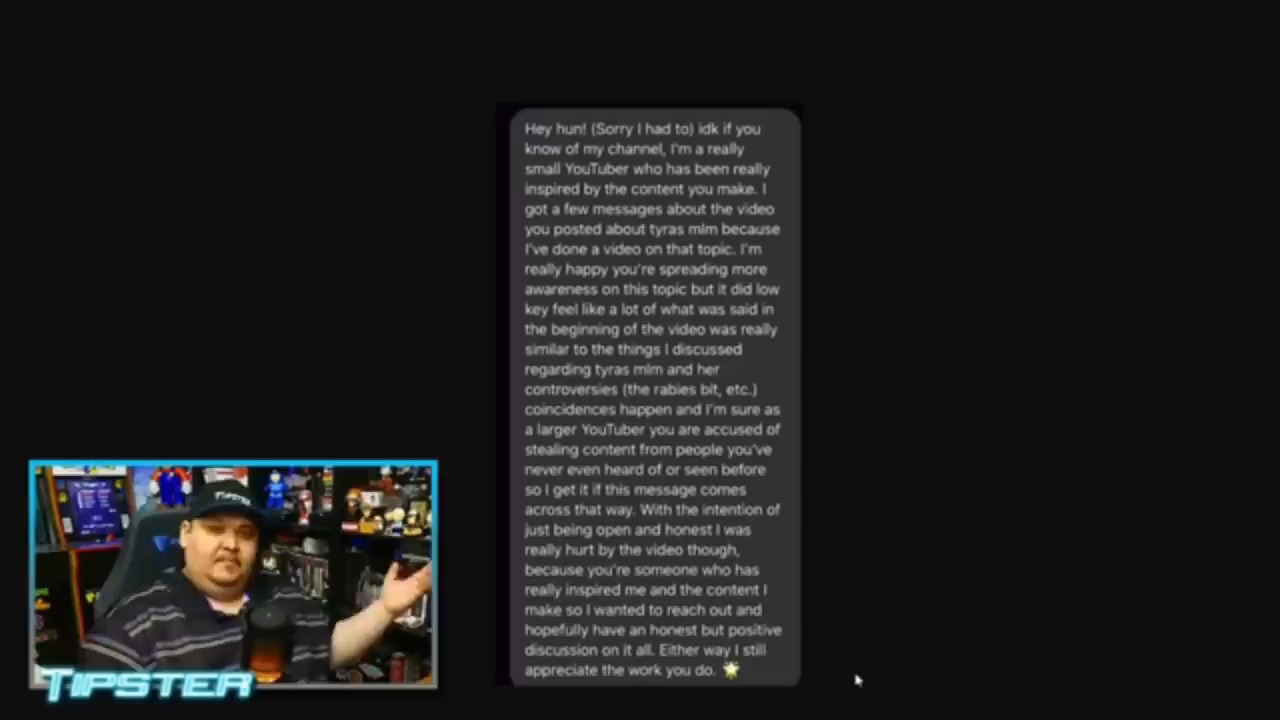 Hey hun! (Sorry I had to) idk if you
know of my channel, I'm a really
small YouTuber who has been really
inspired by the content you make. I
got a few messages about the video
you posted about tyras mlm because
I've done a video on that topic. I'm
really happy you're spreading more
awareness on this topic but it did low
key feel like a lot of what was said in
the beginning of the video was really
similar to the things I discussed
regarding tyras mlm and her
controversies (the rabies bit, etc.)
coincidences happen and I'm sure as
a larger YouTuber you are accused of
stealing content from people you've
never even heard of or seen before
so I get it if this message comes
across that way. With the intention of
just being open and honest I was
really hurt by the video though,
because you're someone who has
really inspired me and the content I
make so I wanted to reach out and
hopefully have an honest but positive
discussion on it all. Either way I still
appreciate the work you do. 🌟
TIPSTER
TIPSTER